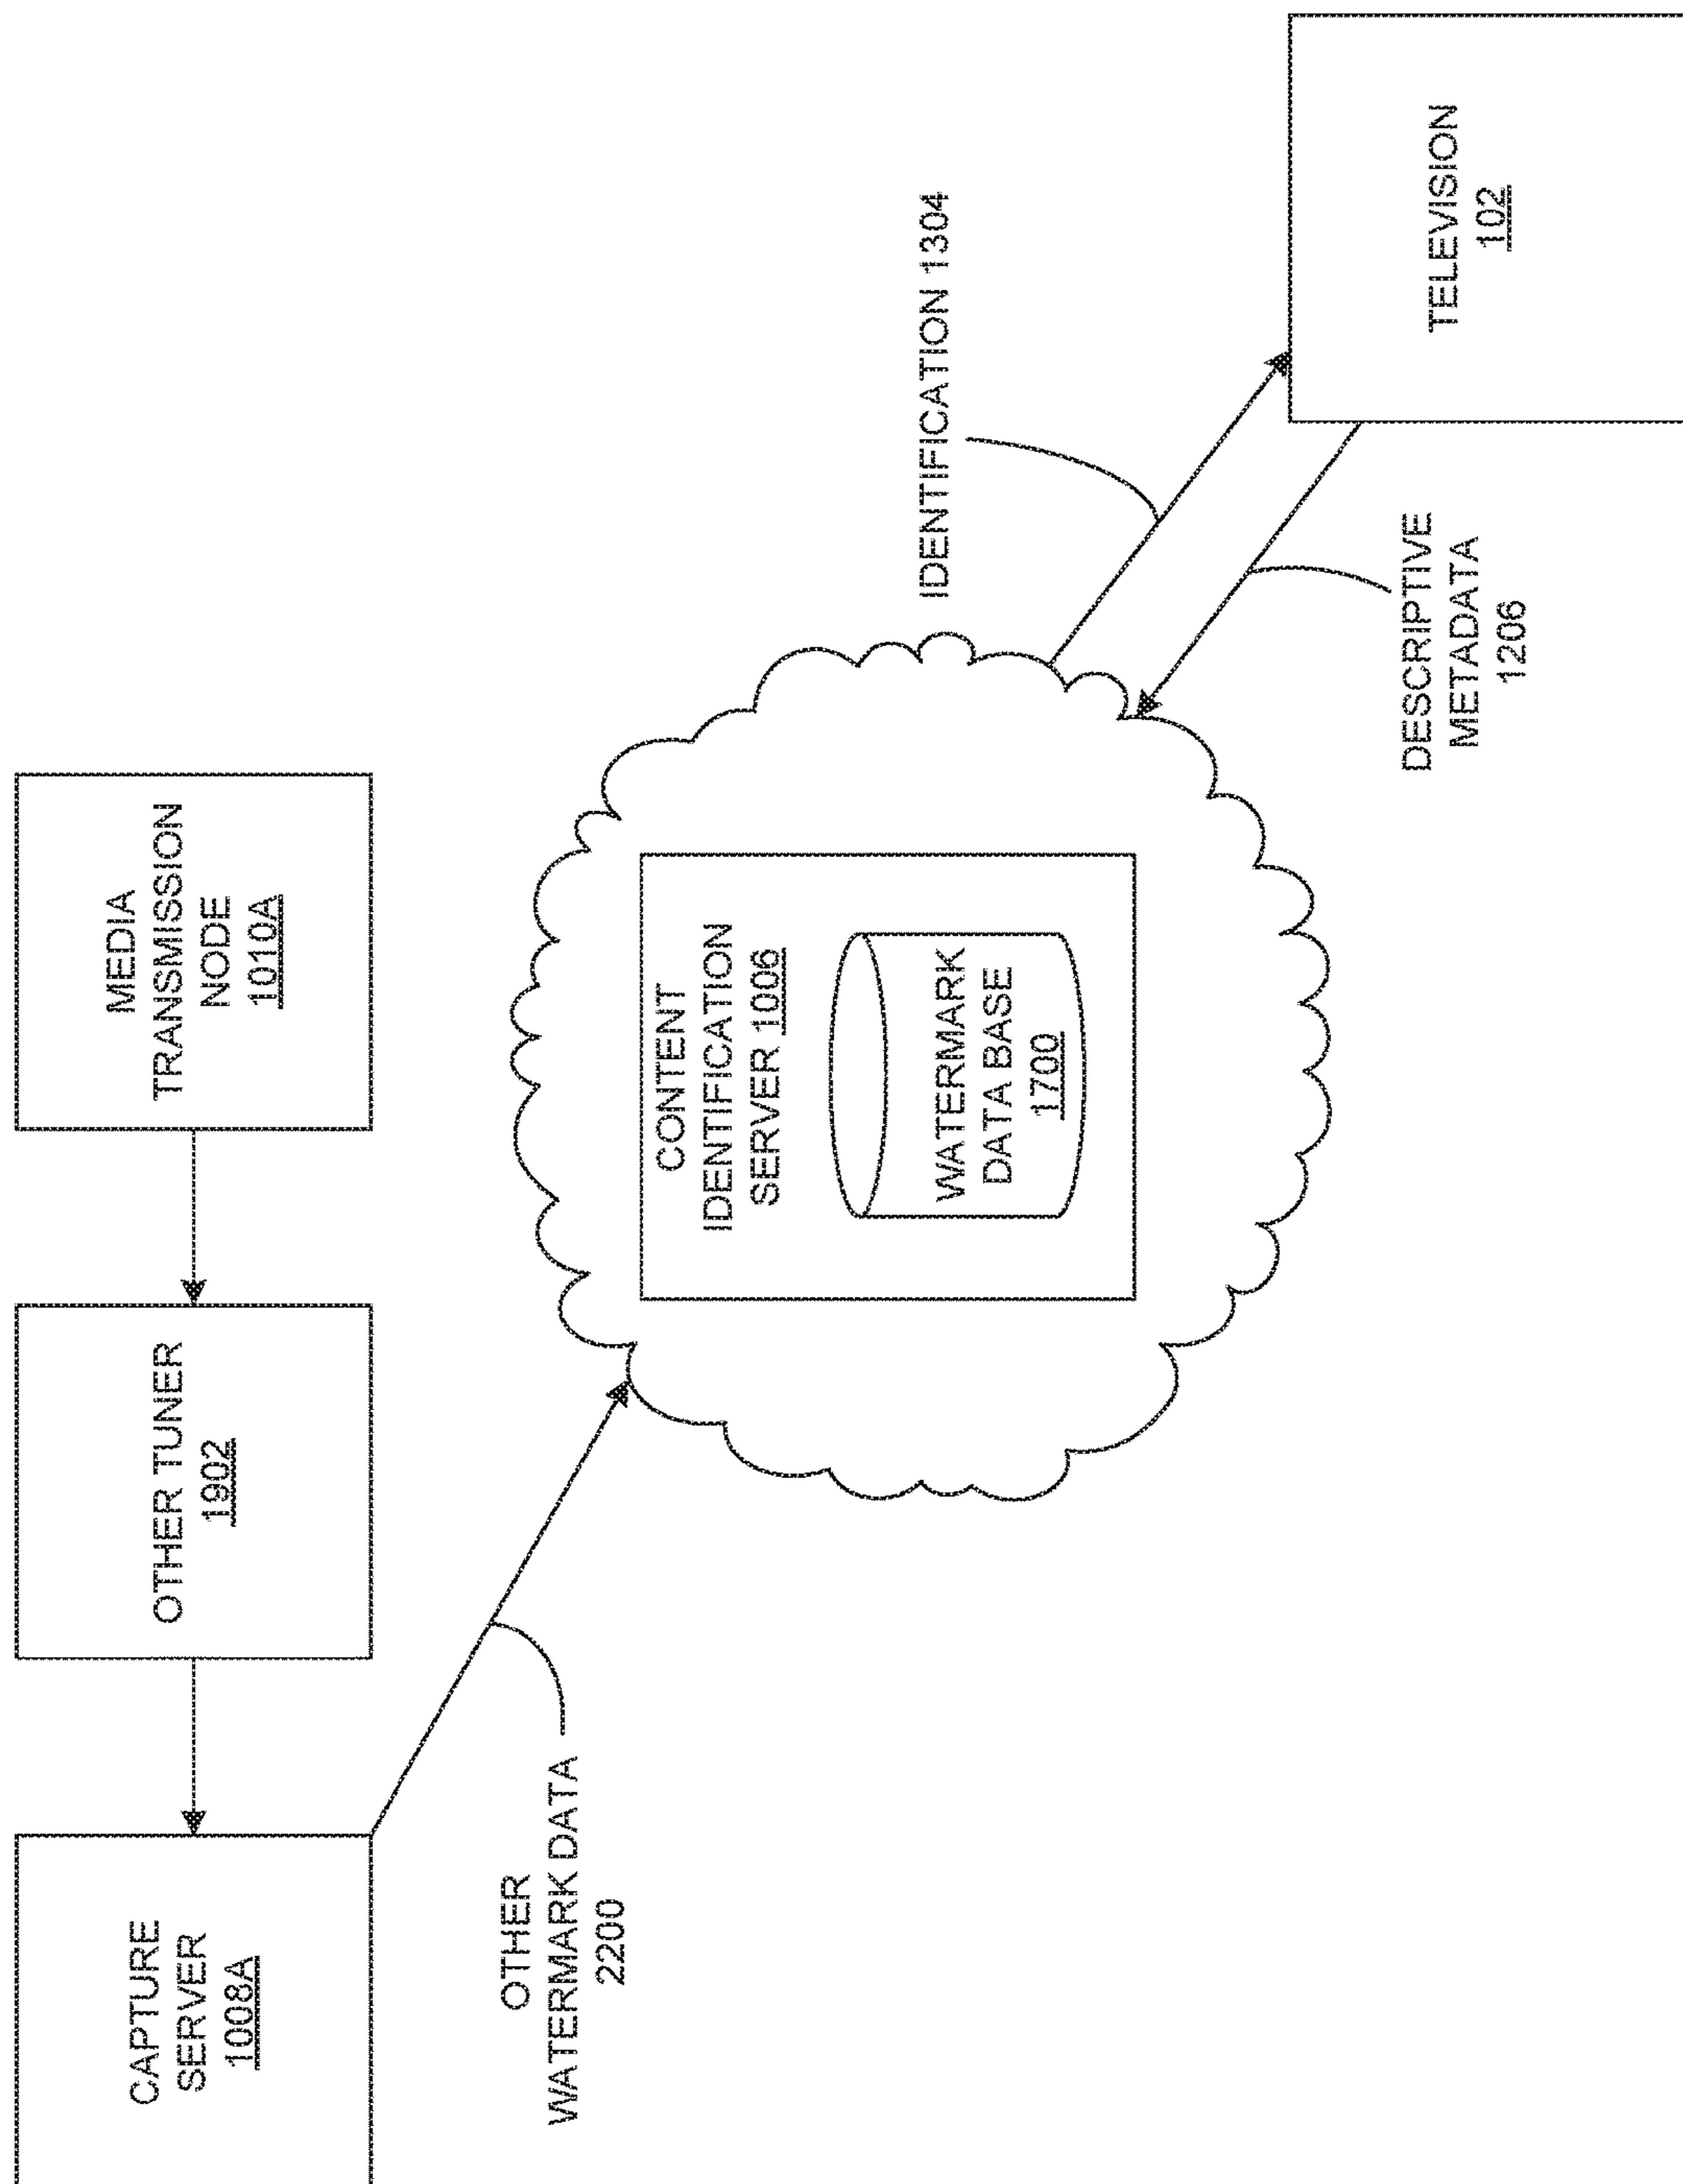 MEDIA
TRANSMISSION
NODE
1010A
OTHER TUNER
1902
CAPTURE
SERVER
1008A
OTHER
WATERMARK DATA
2200
CONTENT
IDENTIFICATION
SERVER 1006
WATERMARK
DATA BASE
1700
IDENTIFICATION 1304
DESCRIPTIVE
METADATA
1206
TELEVISION
102